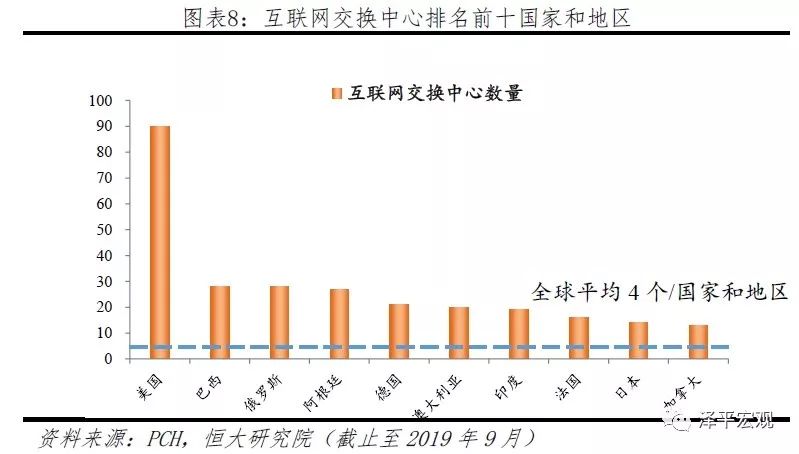 图表8：互联网交换中心排名前十国家和地区
互联网交换中心数量
100
90
80
70
60
50
40
30
20
10
0
全球平均 4 个/国家和地区
美国
巴西
俄罗斯
阿根廷
德国
澳大利亚
印度
法国
日本
加拿大
泽平宏观
资料来源：PCH，恒大研究院（截止至 2019 年 9 月）